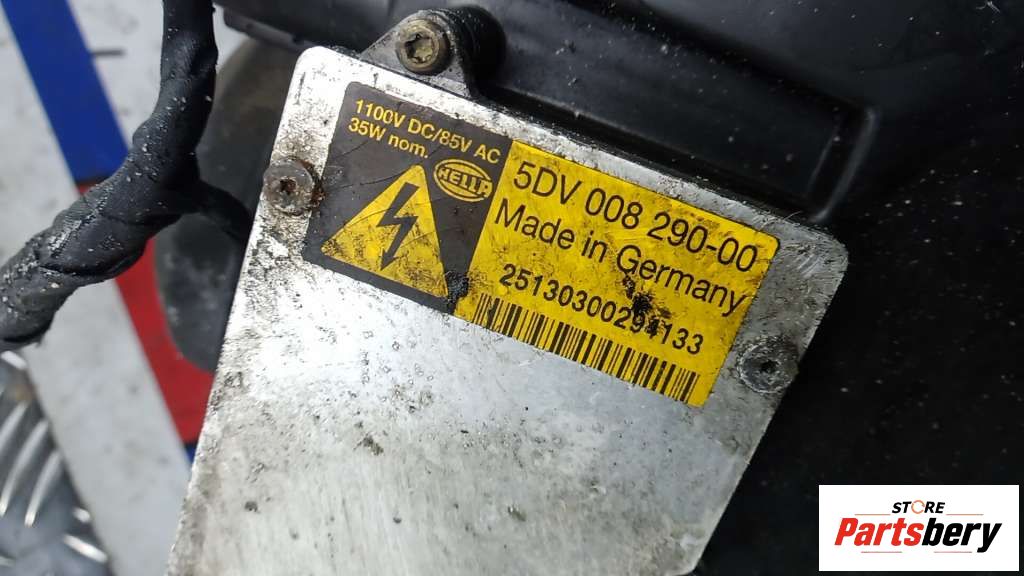 1100V DC/85V AC
35W nom.
HELLA
5DV 008 290-00
Made in Germany
25130300294133
STORE
Partsbery